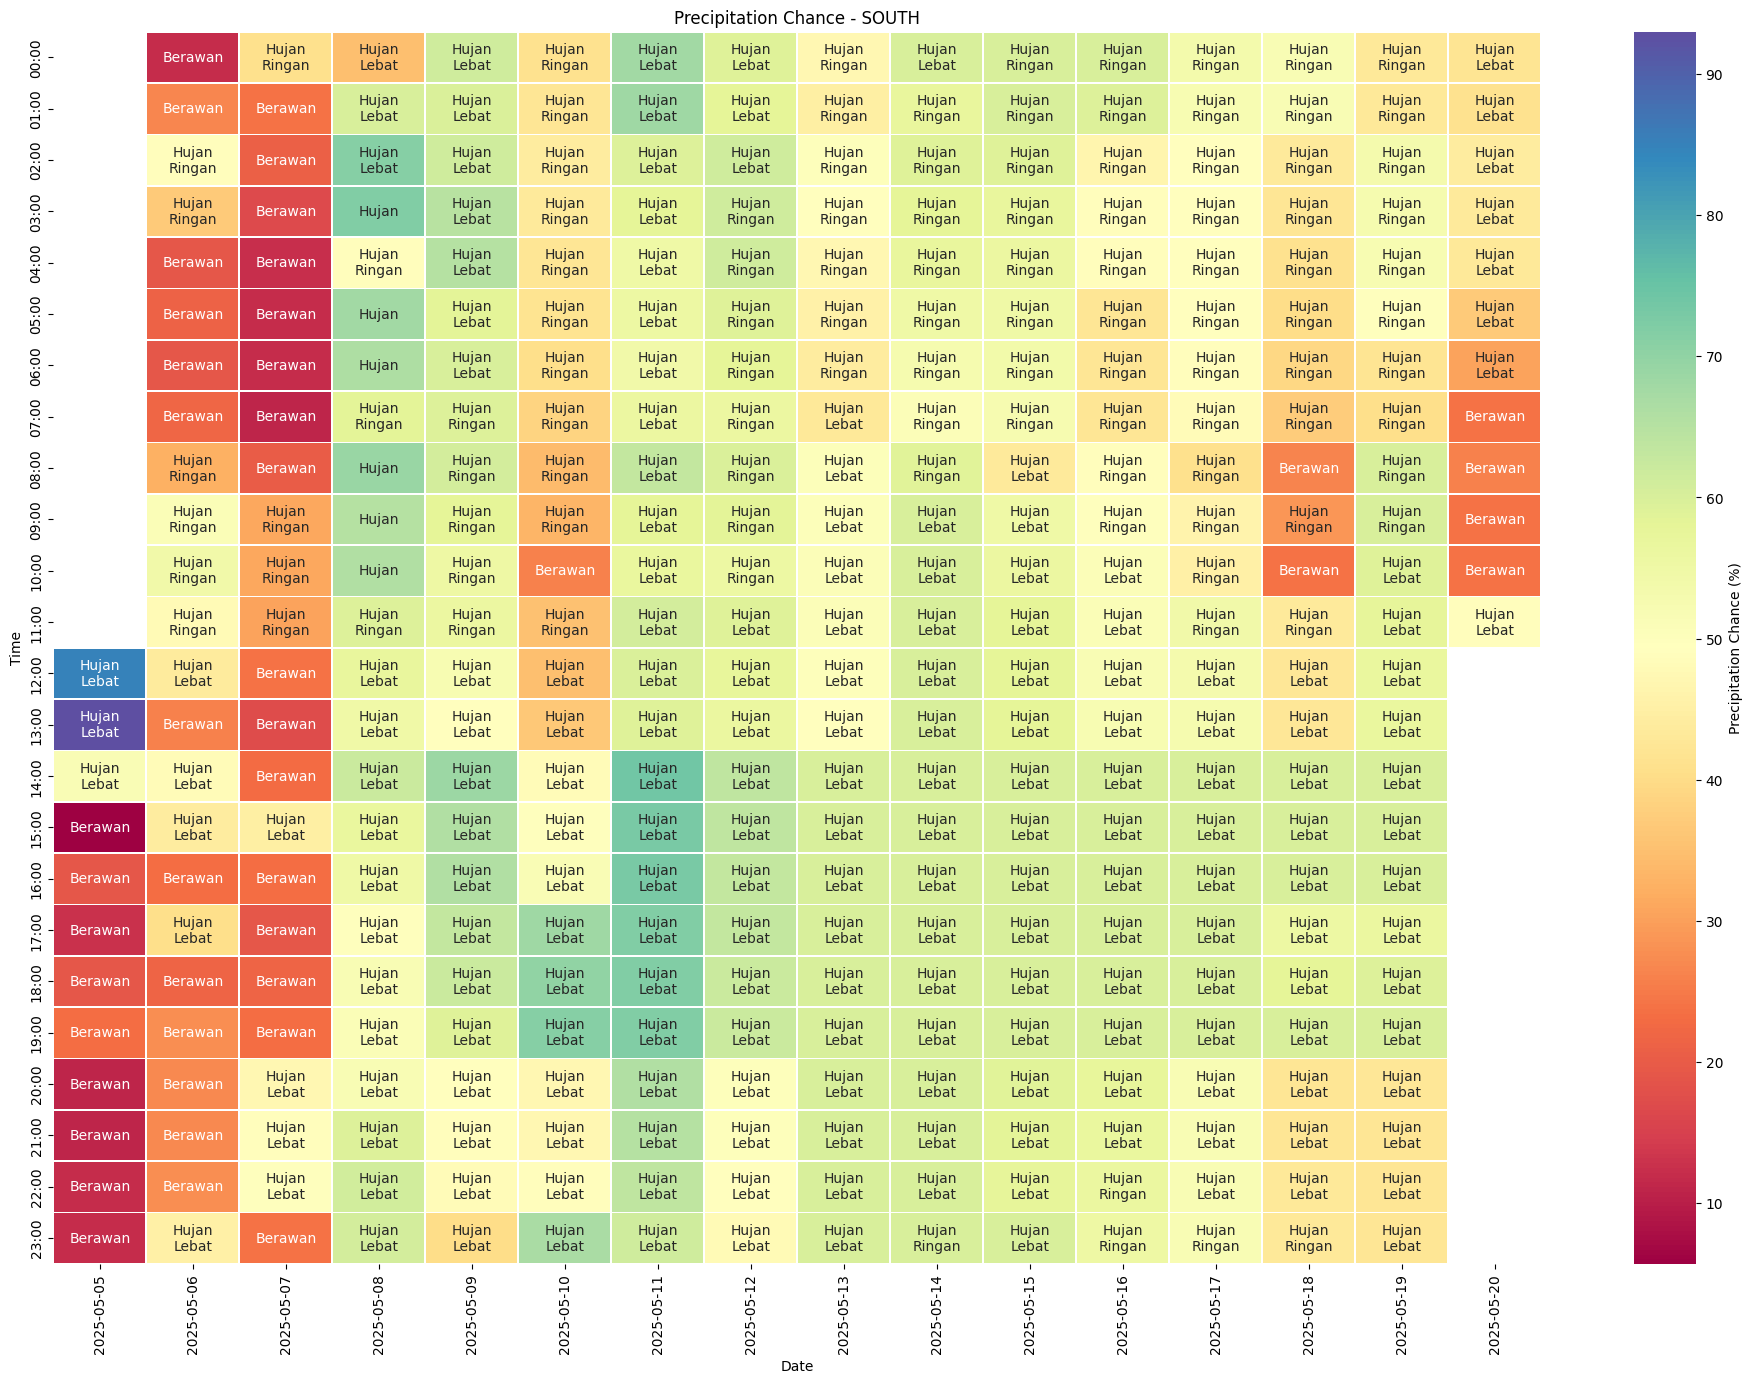 Precipitation Chance - SOUTH
00:00 Berawan Hujan Ringan Hujan Lebat Hujan Lebat Hujan Ringan Hujan Lebat Hujan Lebat Hujan Ringan Hujan Lebat Hujan Ringan Hujan Ringan Hujan Ringan Hujan Ringan Hujan Ringan Hujan Lebat
01:00 Berawan Berawan Hujan Lebat Hujan Lebat Hujan Ringan Hujan Lebat Hujan Lebat Hujan Ringan Hujan Ringan Hujan Ringan Hujan Ringan Hujan Ringan Hujan Ringan Hujan Ringan Hujan Lebat
02:00 Hujan Ringan Berawan Hujan Lebat Hujan Lebat Hujan Ringan Hujan Lebat Hujan Lebat Hujan Ringan Hujan Ringan Hujan Ringan Hujan Ringan Hujan Ringan Hujan Ringan Hujan Ringan Hujan Lebat
03:00 Hujan Ringan Berawan Hujan Hujan Lebat Hujan Ringan Hujan Lebat Hujan Ringan Hujan Ringan Hujan Ringan Hujan Ringan Hujan Ringan Hujan Ringan Hujan Ringan Hujan Ringan Hujan Lebat
04:00 Berawan Berawan Hujan Ringan Hujan Lebat Hujan Ringan Hujan Lebat Hujan Ringan Hujan Ringan Hujan Ringan Hujan Ringan Hujan Ringan Hujan Ringan Hujan Ringan Hujan Ringan Hujan Lebat
05:00 Berawan Berawan Hujan Hujan Lebat Hujan Ringan Hujan Lebat Hujan Ringan Hujan Ringan Hujan Ringan Hujan Ringan Hujan Ringan Hujan Ringan Hujan Ringan Hujan Ringan Hujan Lebat
06:00 Berawan Berawan Hujan Hujan Lebat Hujan Ringan Hujan Lebat Hujan Ringan Hujan Ringan Hujan Ringan Hujan Ringan Hujan Ringan Hujan Ringan Hujan Ringan Hujan Ringan Hujan Lebat
07:00 Berawan Berawan Hujan Ringan Hujan Ringan Hujan Ringan Hujan Lebat Hujan Ringan Hujan Lebat Hujan Ringan Hujan Ringan Hujan Ringan Hujan Ringan Hujan Ringan Hujan Ringan Berawan
08:00 Hujan Ringan Berawan Hujan Hujan Ringan Hujan Ringan Hujan Lebat Hujan Ringan Hujan Lebat Hujan Ringan Hujan Lebat Hujan Ringan Hujan Ringan Berawan Hujan Ringan Berawan
09:00 Hujan Ringan Hujan Ringan Hujan Hujan Ringan Hujan Ringan Hujan Lebat Hujan Ringan Hujan Lebat Hujan Lebat Hujan Lebat Hujan Ringan Hujan Ringan Hujan Ringan Hujan Ringan Berawan
10:00 Hujan Ringan Hujan Ringan Hujan Hujan Ringan Berawan Hujan Lebat Hujan Ringan Hujan Lebat Hujan Lebat Hujan Lebat Hujan Lebat Hujan Ringan Berawan Hujan Lebat Berawan
11:00 Hujan Ringan Hujan Ringan Hujan Ringan Hujan Ringan Hujan Ringan Hujan Lebat Hujan Lebat Hujan Lebat Hujan Lebat Hujan Lebat Hujan Lebat Hujan Lebat Hujan Ringan Hujan Lebat Hujan Lebat
12:00 Hujan Lebat Hujan Lebat Berawan Hujan Lebat Hujan Lebat Hujan Lebat Hujan Lebat Hujan Lebat Hujan Lebat Hujan Lebat Hujan Lebat Hujan Lebat Hujan Lebat Hujan Lebat Hujan Lebat
13:00 Hujan Lebat Berawan Berawan Hujan Lebat Hujan Lebat Hujan Lebat Hujan Lebat Hujan Lebat Hujan Lebat Hujan Lebat Hujan Lebat Hujan Lebat Hujan Lebat Hujan Lebat Hujan Lebat
14:00 Hujan Lebat Hujan Lebat Berawan Hujan Lebat Hujan Lebat Hujan Lebat Hujan Lebat Hujan Lebat Hujan Lebat Hujan Lebat Hujan Lebat Hujan Lebat Hujan Lebat Hujan Lebat Hujan Lebat
15:00 Berawan Hujan Lebat Hujan Lebat Hujan Lebat Hujan Lebat Hujan Lebat Hujan Lebat Hujan Lebat Hujan Lebat Hujan Lebat Hujan Lebat Hujan Lebat Hujan Lebat Hujan Lebat Hujan Lebat
16:00 Berawan Berawan Berawan Hujan Lebat Hujan Lebat Hujan Lebat Hujan Lebat Hujan Lebat Hujan Lebat Hujan Lebat Hujan Lebat Hujan Lebat Hujan Lebat Hujan Lebat Hujan Lebat
17:00 Berawan Hujan Lebat Berawan Hujan Lebat Hujan Lebat Hujan Lebat Hujan Lebat Hujan Lebat Hujan Lebat Hujan Lebat Hujan Lebat Hujan Lebat Hujan Lebat Hujan Lebat Hujan Lebat
18:00 Berawan Berawan Berawan Hujan Lebat Hujan Lebat Hujan Lebat Hujan Lebat Hujan Lebat Hujan Lebat Hujan Lebat Hujan Lebat Hujan Lebat Hujan Lebat Hujan Lebat Hujan Lebat
19:00 Berawan Berawan Berawan Hujan Lebat Hujan Lebat Hujan Lebat Hujan Lebat Hujan Lebat Hujan Lebat Hujan Lebat Hujan Lebat Hujan Lebat Hujan Lebat Hujan Lebat Hujan Lebat
20:00 Berawan Berawan Hujan Lebat Hujan Lebat Hujan Lebat Hujan Lebat Hujan Lebat Hujan Lebat Hujan Lebat Hujan Lebat Hujan Lebat Hujan Lebat Hujan Lebat Hujan Lebat Hujan Lebat
21:00 Berawan Berawan Hujan Lebat Hujan Lebat Hujan Lebat Hujan Lebat Hujan Lebat Hujan Lebat Hujan Lebat Hujan Lebat Hujan Lebat Hujan Lebat Hujan Lebat Hujan Lebat Hujan Lebat
22:00 Berawan Berawan Hujan Lebat Hujan Lebat Hujan Lebat Hujan Lebat Hujan Lebat Hujan Lebat Hujan Lebat Hujan Lebat Hujan Lebat Hujan Ringan Hujan Lebat Hujan Ringan Hujan Lebat
23:00 Berawan Hujan Lebat Berawan Hujan Lebat Hujan Lebat Hujan Lebat Hujan Lebat Hujan Lebat Hujan Lebat Hujan Ringan Hujan Lebat Hujan Ringan Hujan Ringan Hujan Ringan Hujan Lebat
Time
2025-05-05 2025-05-06 2025-05-07 2025-05-08 2025-05-09 2025-05-10 2025-05-11 2025-05-12 2025-05-13 2025-05-14 2025-05-15 2025-05-16 2025-05-17 2025-05-18 2025-05-19 2025-05-20
Date
90
80
70
60
50
40
30
20
10
Precipitation Chance (%)